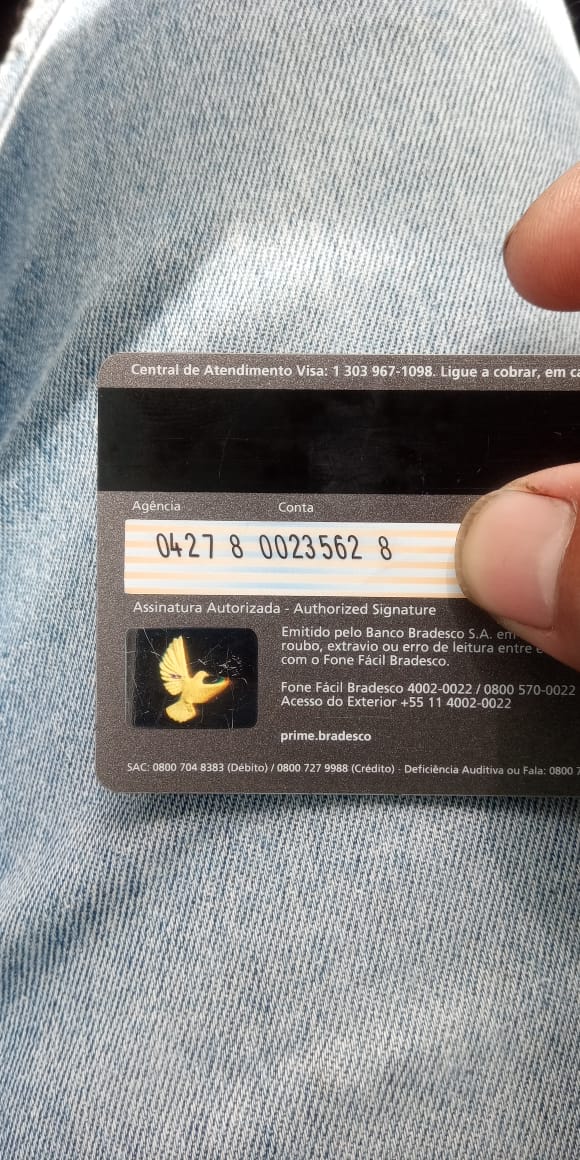 Central de Atendimento Visa: 1 303 967-1098. Ligue a cobrar, em
Agência Conta
0427 8 0023562 8
Assinatura Autorizada - Authorized Signature
Emitido pelo Banco Bradesco S.A. em
roubo, extravio ou erro de leitura entre
com o Fone Fácil Bradesco.
Fone Fácil Bradesco 4002-0022 / 0800 570-0022
Acesso do Exterior +55 11 4002-0022
prime.bradesco
SAC: 0800 704 8383 (Débito) / 0800 727 9988 (Crédito) - Deficiência Auditiva ou Fala: 0800